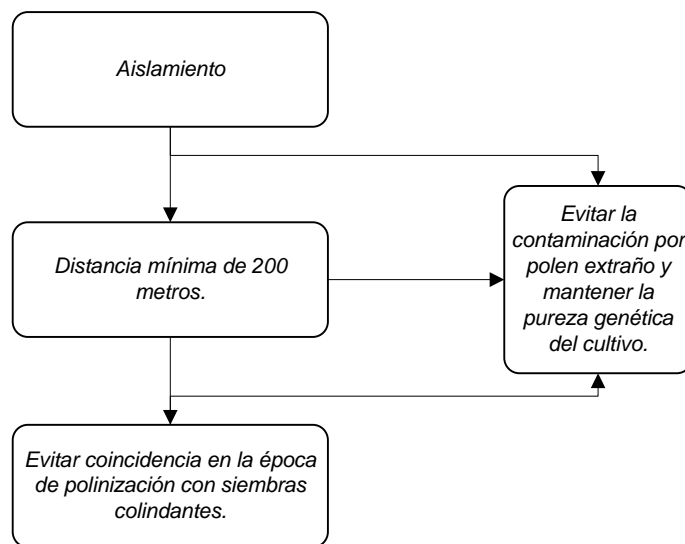 Aislamiento
Distancia mínima de 200
metros.
Evitar la
contaminación por
polen extraño y
mantener la
pureza genética
del cultivo.
Evitar coincidencia en la época
de polinización con siembras
colindantes.